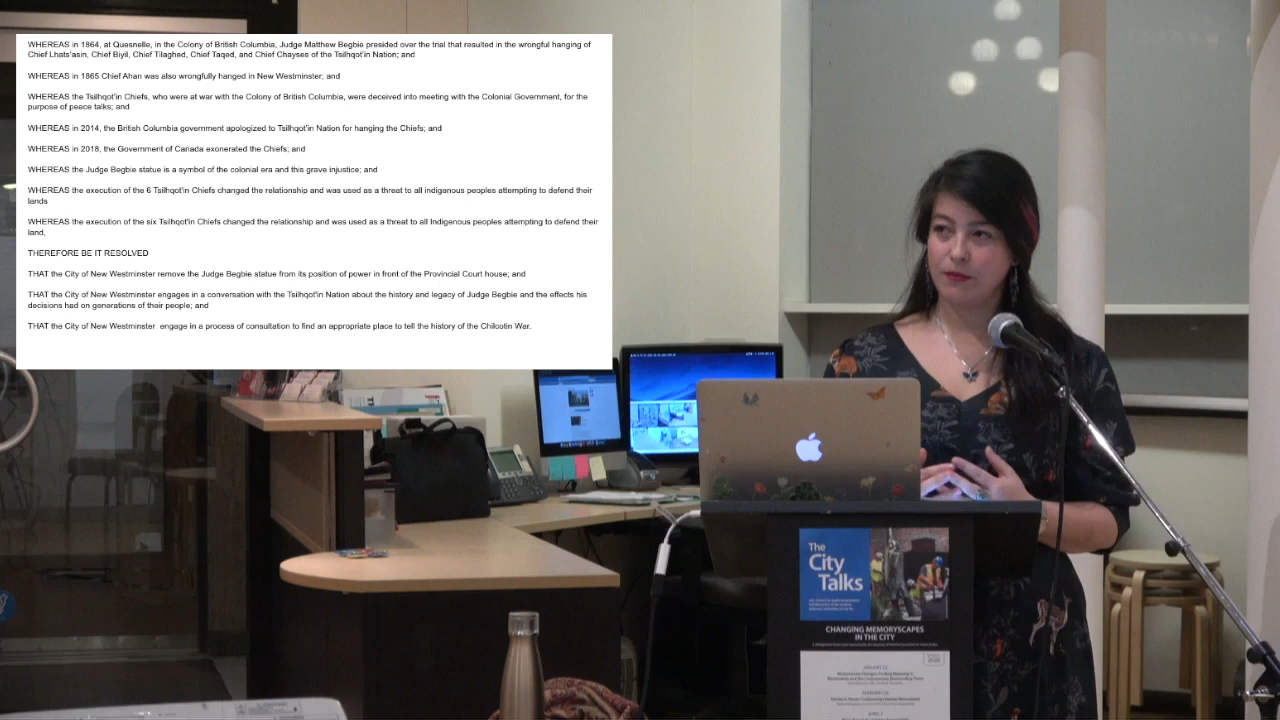 WHEREAS in 1864, at Quesnelle, in the Colony of British Columbia, Judge Matthew Begbie presided over the trial that resulted in the wrongful hanging of
Chief Lhats'asin, Chief Biyil, Chief Tilaghed, Chief Taqed, and Chief Chayses of the Tsilhqot'in Nation; and
WHEREAS in 1865 Chief Ahan was also wrongfully hanged in New Westminster; and
WHEREAS the Tsilhqot'in Chiefs, who were at war with the Colony of British Columbia, were deceived into meeting with the Colonial Government, for the
purpose of peace talks; and
WHEREAS in 2014, the British Columbia government apologized to Tsilhqot'in Nation for hanging the Chiefs; and
WHEREAS in 2018, the Government of Canada exonerated the Chiefs; and
WHEREAS the Judge Begbie statue is a symbol of the colonial era and this grave injustice; and
WHEREAS the execution of the 6 Tsilhqot'in Chiefs changed the relationship and was used as a threat to all indigenous peoples attempting to defend their
lands
WHEREAS the execution of the six Tsilhqot'in Chiefs changed the relationship and was used as a threat to all Indigenous peoples attempting to defend their
land,
THEREFORE BE IT RESOLVED
THAT the City of New Westminster remove the Judge Begbie statue from its position of power in front of the Provincial Court house; and
THAT the City of New Westminster engages in a conversation with the Tsilhqot'in Nation about the history and legacy of Judge Begbie and the effects his
decisions had on generations of their people; and
THAT the City of New Westminster engage in a process of consultation to find an appropriate place to tell the history of the Chilcotin War.
The
City
Talks
CHANGING MEMORYSCAPES
IN THE CITY
2020